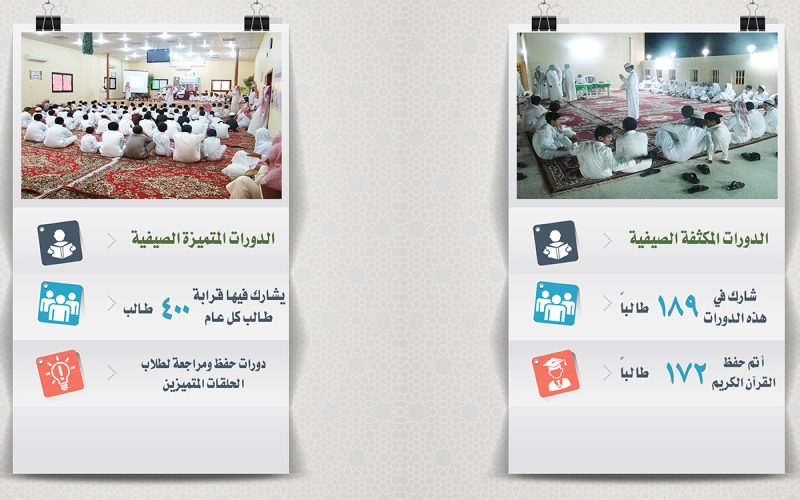 الدورات المكثفة الصيفية
شارك في
هذه الدورات ١٨٩ طالباً
أتم حفظ
القرآن الكريم ١٧٢ طالباً
الدورات المتميزة الصيفية
يشارك فيها قرابة
٤٠٠ طالب
طالب كل عام
دورات حفظ ومراجعة لطلاب
الحلقات المتميزين